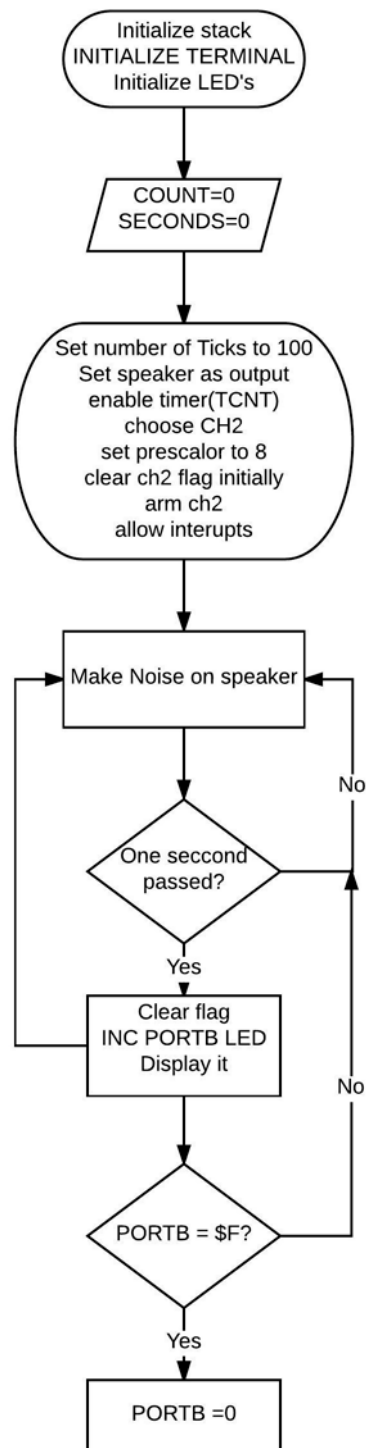 Initialize stack
INITIALIZE TERMINAL
Initialize LED's
COUNT=0
SECONDS=0
Set number of Ticks to 100
Set speaker as output
enable timer(TCNT)
choose CH2
set prescalor to 8
clear ch2 flag initially
arm ch2
allow interupts
Make Noise on speaker
No
One seccond
passed?
Yes
Clear flag
INC PORTB LED
Display it
No
PORTB = $F?
Yes
PORTB =0